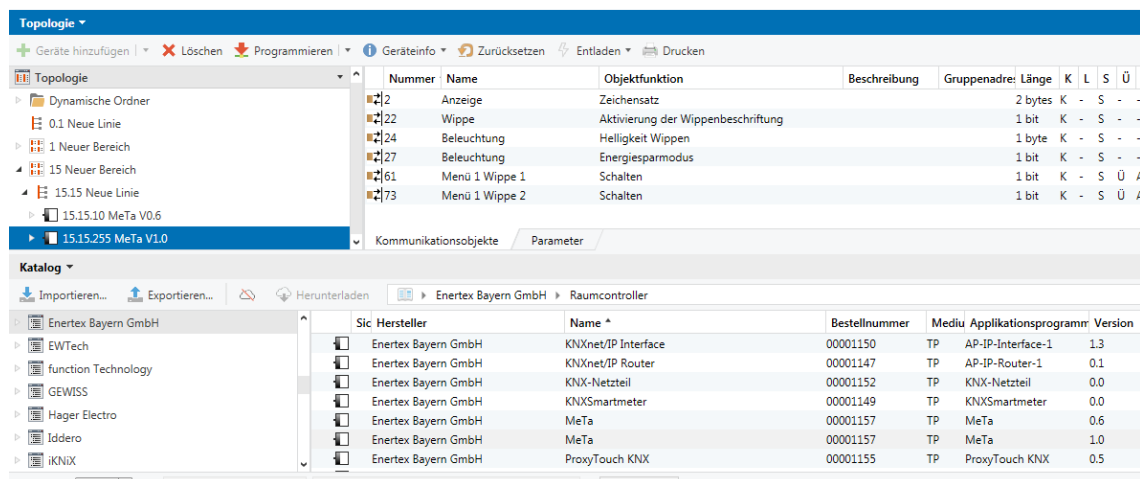 Topologie
Geräte hinzufügen Löschen Programmieren Geräteinfo Zurücksetzen Entladen Drucken
Topologie
Dynamische Ordner
0.1 Neue Linie
1 Neuer Bereich
15 Neuer Bereich
15.15 Neue Linie
15.15.10 MeTa V0.6
15.15.255 MeTa V1.0
Nummer Name Objektfunktion Beschreibung Gruppenadre: Länge K L S Ü
2 Anzeige Zeichensatz 2 bytes K - S - -
22 Wippe Aktivierung der Wippenbeschriftung 1 bit K - S - -
24 Beleuchtung Helligkeit Wippen 1 byte K - S - -
27 Beleuchtung Energiesparmodus 1 bit K - S - -
61 Menü 1 Wippe 1 Schalten 1 bit K - S Ü A
73 Menü 1 Wippe 2 Schalten 1 bit K - S Ü A
Kommunikationsobjekte Parameter
Katalog
Importieren... Exportieren... Herunterladen Enertex Bayern GmbH Raumcontroller
Enertex Bayern GmbH
EWTech
function Technology
GEWISS
Hager Electro
Iddero
iKNiX
Sic Hersteller Name Bestellnummer Mediu Applikationsprogramm Version
Enertex Bayern GmbH KNXnet/IP Interface 00001150 TP AP-IP-Interface-1 1.3
Enertex Bayern GmbH KNXnet/IP Router 00001147 TP AP-IP-Router-1 0.1
Enertex Bayern GmbH KNX-Netzteil 00001152 TP KNX-Netzteil 0.0
Enertex Bayern GmbH KNXSmartmeter 00001149 TP KNXSmartmeter 0.0
Enertex Bayern GmbH MeTa 00001157 TP MeTa 0.6
Enertex Bayern GmbH MeTa 00001157 TP MeTa 1.0
Enertex Bayern GmbH ProxyTouch KNX 00001155 TP ProxyTouch KNX 0.5